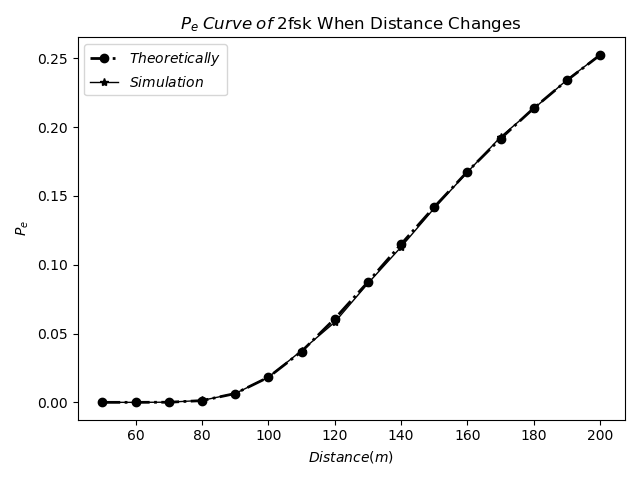 P_e Curve of 2fsk When Distance Changes
Theoretically
Simulation
0.25
0.20
0.15
0.10
0.05
0.00
P_e
60 80 100 120 140 160 180 200
Distance(m)